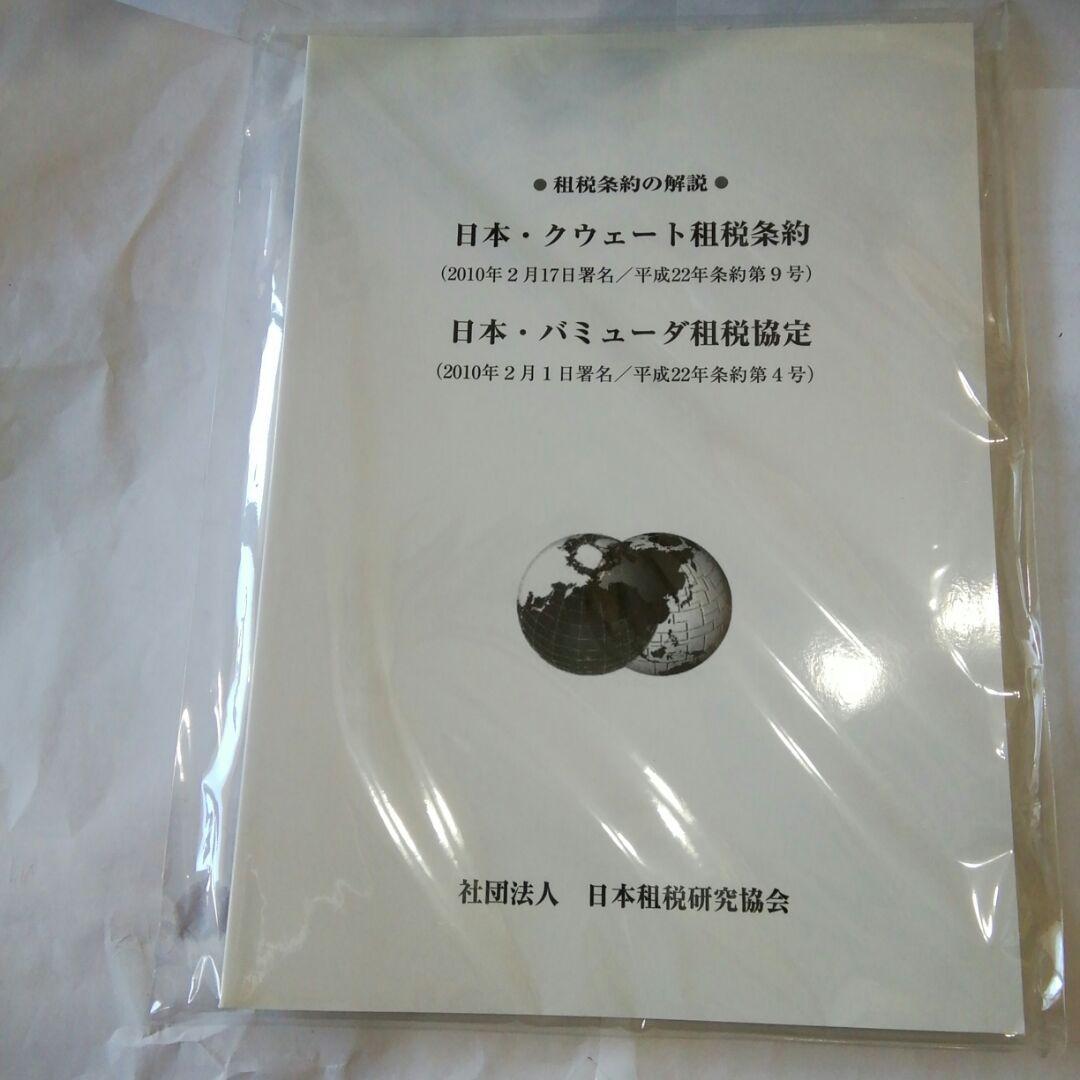 ●租税条約の解説●
日本・クウェート租税条約
（2010年２月17日署名／平成22年条約第９号）
日本・バミューダ租税協定
（2010年２月１日署名／平成22年条約第４号）
社団法人　日本租税研究協会